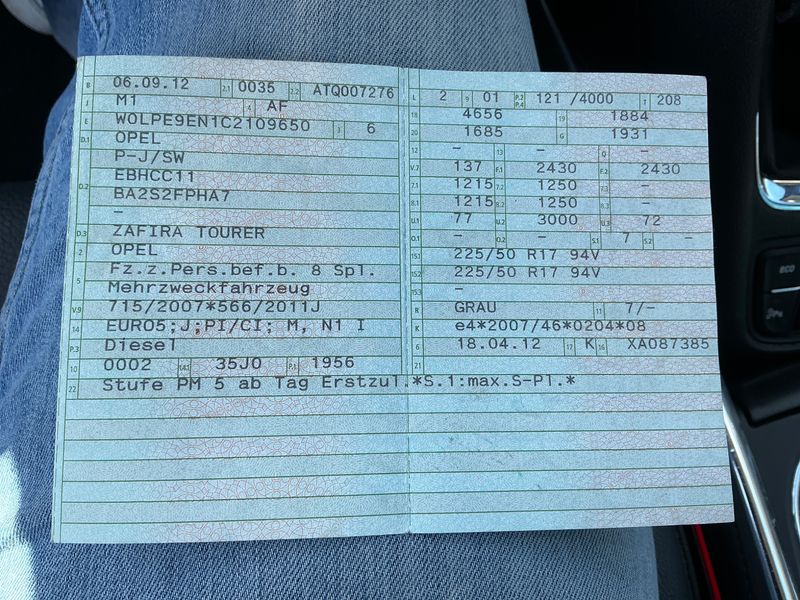 B 06.09.12 2.1 0035 2.2 ATQ007276
J M1 4 AF
E WOLPE9EN1C2109650 3 6
D.1 OPEL
P-J/SW
D.2 EBHCC11
BA2S2FPHA7
–
D.3 ZAFIRA TOURER
2 OPEL
5 Fz.z.Pers.bef.b. 8 Spl.
Mehrzweckfahrzeug
V.9 715/2007*566/2011J
14 EURO5;J;PI/CI; M, N1 I
P.3 Diesel
10 0002 14.1 35J0 P.1 1956
22 Stufe PM 5 ab Tag Erstzul.*S.1:max.S-Pl.*
L 2 9 01 P.2 P.4 121 /4000 T 208
18 4656 19 1884
20 1685 G 1931
12 – 13 – Q –
V.7 137 F.1 2430 F.2 2430
7.1 1215 7.2 1250 7.3 –
8.1 1215 8.2 1250 8.3 –
U.1 77 U.2 3000 U.3 72
O.1 – O.2 – S.1 7 S.2 –
15.1 225/50 R17 94V
15.2 225/50 R17 94V
15.3 –
R GRAU 11 7/-
K e4*2007/46*0204*08
6 18.04.12 17 K 16 XA087385
21
ECO